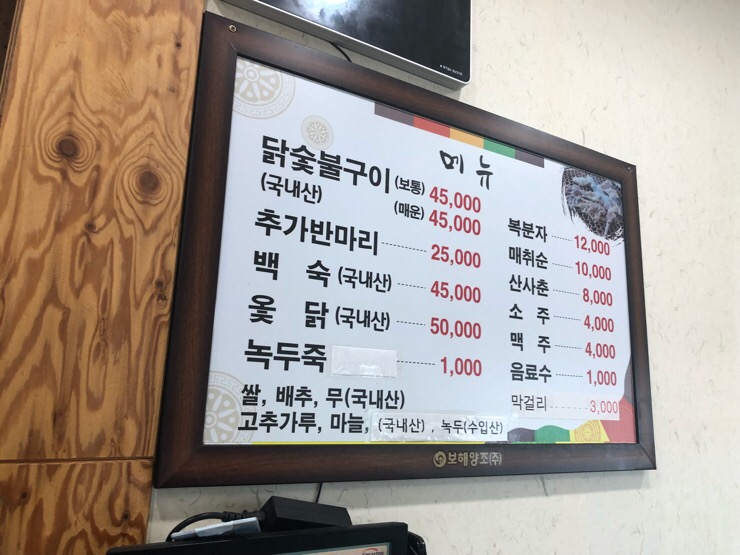 메뉴
닭숯불구이 (보통) 45,000
(국내산) (매운) 45,000
추가반마리 25,000
백 숙 (국내산) 45,000
옻 닭 (국내산) 50,000
녹두죽 1,000
쌀, 배추, 무(국내산)
고추가루, 마늘, (국내산), 녹두(수입산)
복분자 12,000
매취순 10,000
산사춘 8,000
소 주 4,000
맥 주 4,000
음료수 1,000
막걸리 3,000
보해양조(주)